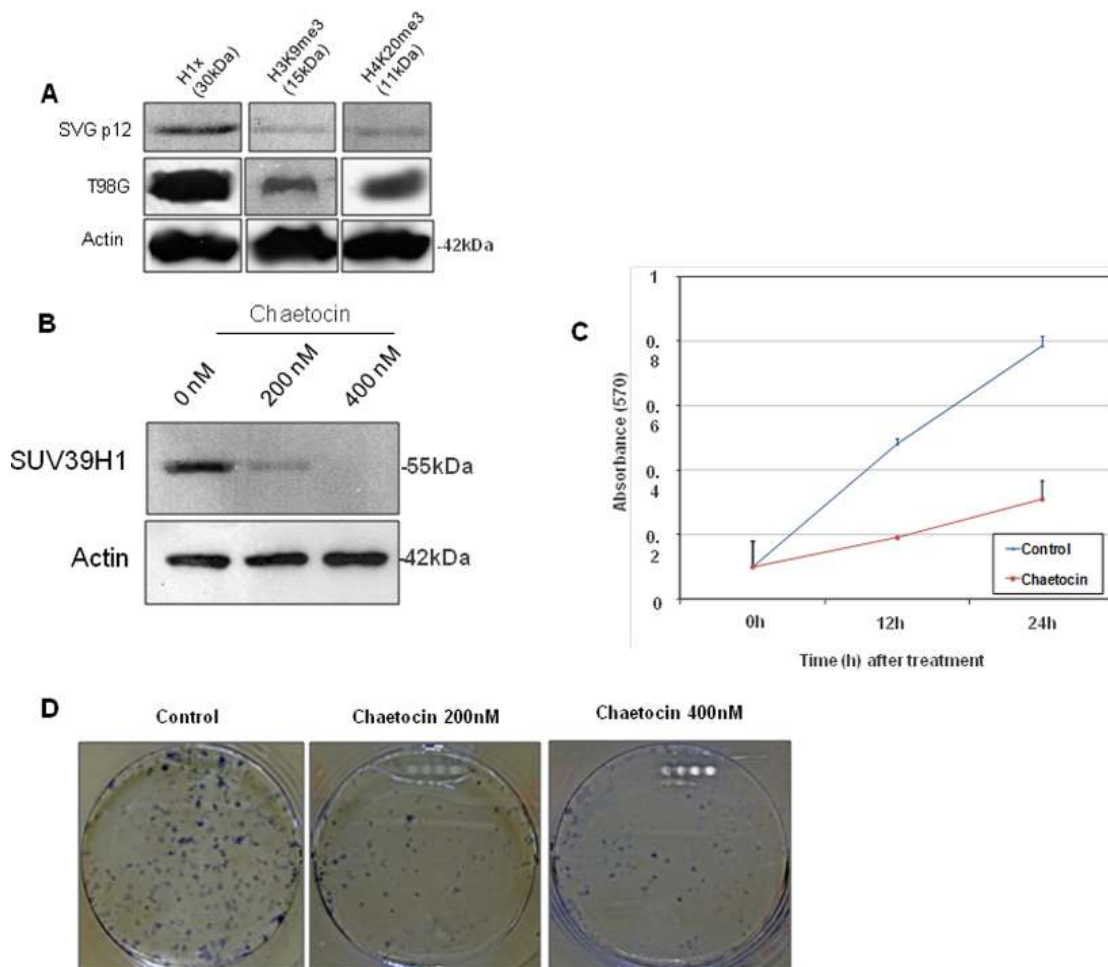 A
H1x
(30kDa)
H3K9me3
(15kDa)
H4K20me3
(11kDa)
SVG p12
T98G
Actin
-42kDa
B
Chaetocin
0 nM
200 nM
400 nM
SUV39H1
-55kDa
Actin
-42kDa
C
1
0.
8
0.
6
0.
4
0.
2
0
Absorbance (570)
Control
Chaetocin
0h
12h
24h
Time (h) after treatment
D
Control
Chaetocin 200nM
Chaetocin 400nM